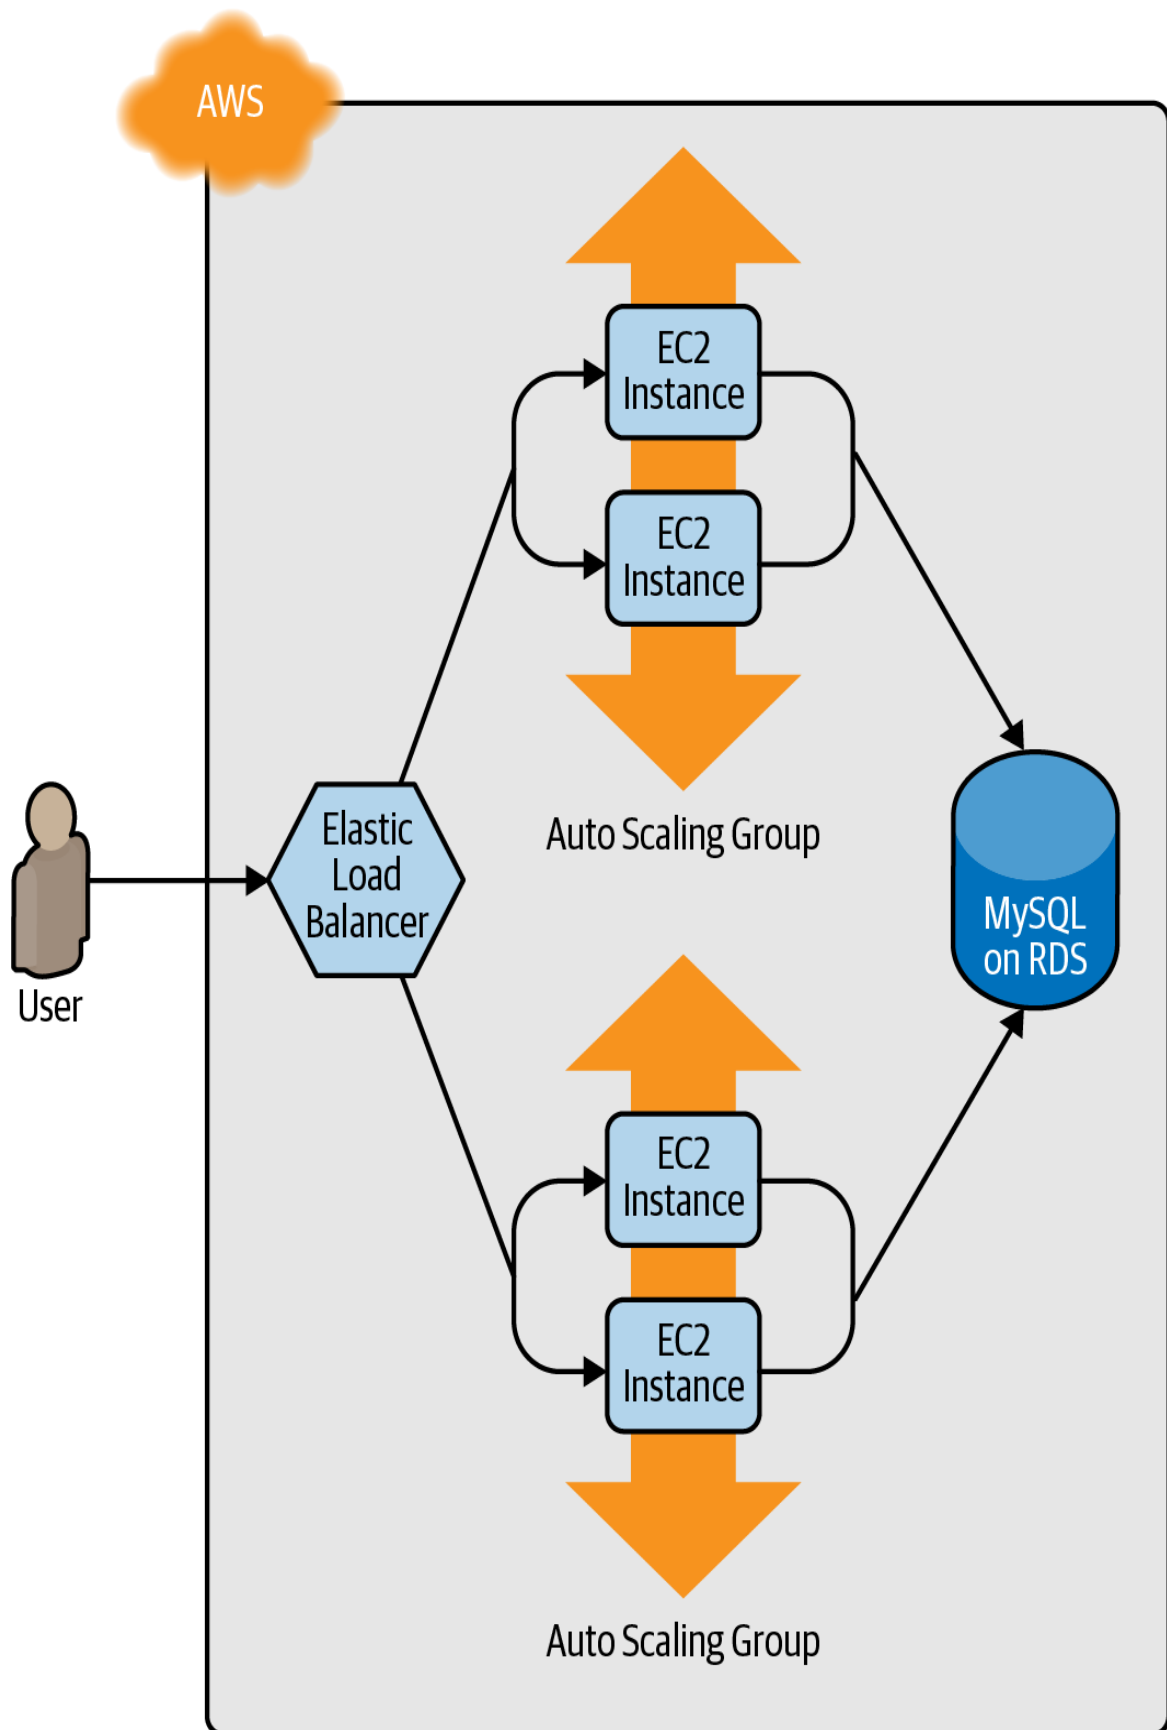 AWS
EC2
Instance
EC2
Instance
Auto Scaling Group
Elastic
Load
Balancer
User
MySQL
on RDS
EC2
Instance
EC2
Instance
Auto Scaling Group